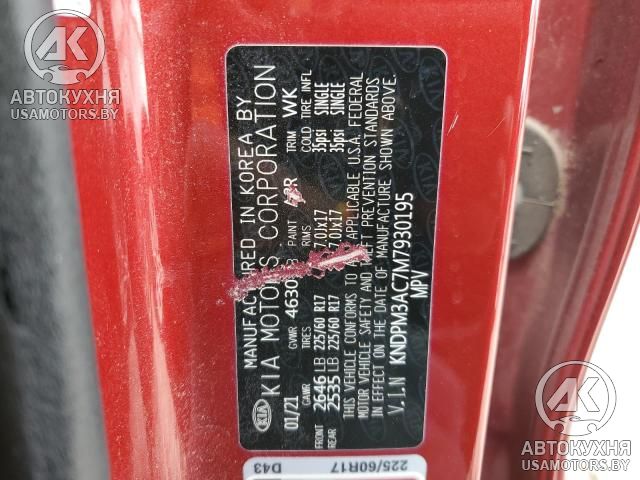 АВТОКУХНЯ
USAMOTORS.BY
MANUFACTURED IN KOREA BY
KIA MOTORS CORPORATION
01/21 GVWR 4630 PAINT TRIM WK
GAWR TIRES RIMS COLD TIRE INFL
FRONT 2646 LB 225/60 R17 7.0Jx17 35psi SINGLE
REAR 2535 LB 225/60 R17 7.0Jx17 35psi SINGLE
THIS VEHICLE CONFORMS TO APPLICABLE U.S.A. FEDERAL
MOTOR VEHICLE SAFETY AND THEFT PREVENTION STANDARDS
IN EFFECT ON THE DATE OF MANUFACTURE SHOWN ABOVE.
V.I.N KNDPM3AC7M7930195
MPV
KIA
D43
225/60R17
АВТОКУХНЯ
USAMOTORS.BY